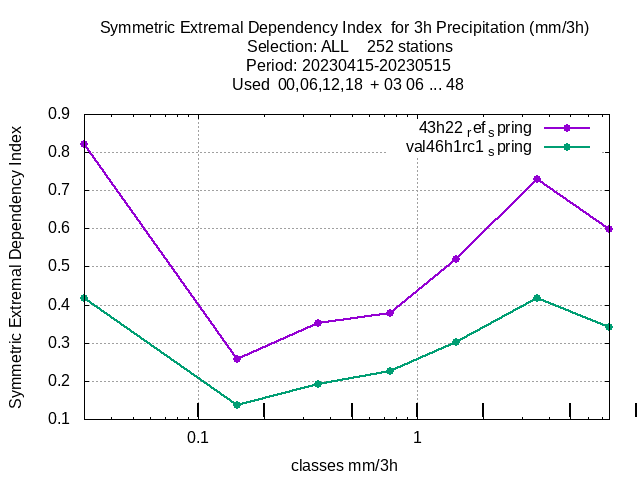 Symmetric Extremal Dependency Index  for 3h Precipitation (mm/3h)
Selection: ALL    252 stations
Period: 20230415-20230515
Used  00,06,12,18  + 03 06 ... 48
43h22 ref spring
val46h1rc1 spring
0.9
0.8
0.7
0.6
0.5
0.4
0.3
0.2
0.1
Symmetric Extremal Dependency Index
0.1
1
classes mm/3h